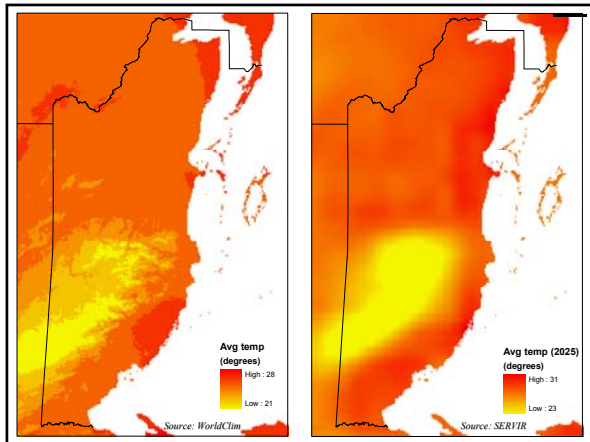 Avg temp
(degrees)
High : 28
Low : 21
Source: WorldClim
Avg temp (2025)
(degrees)
High : 31
Low : 23
Source: SERVIR